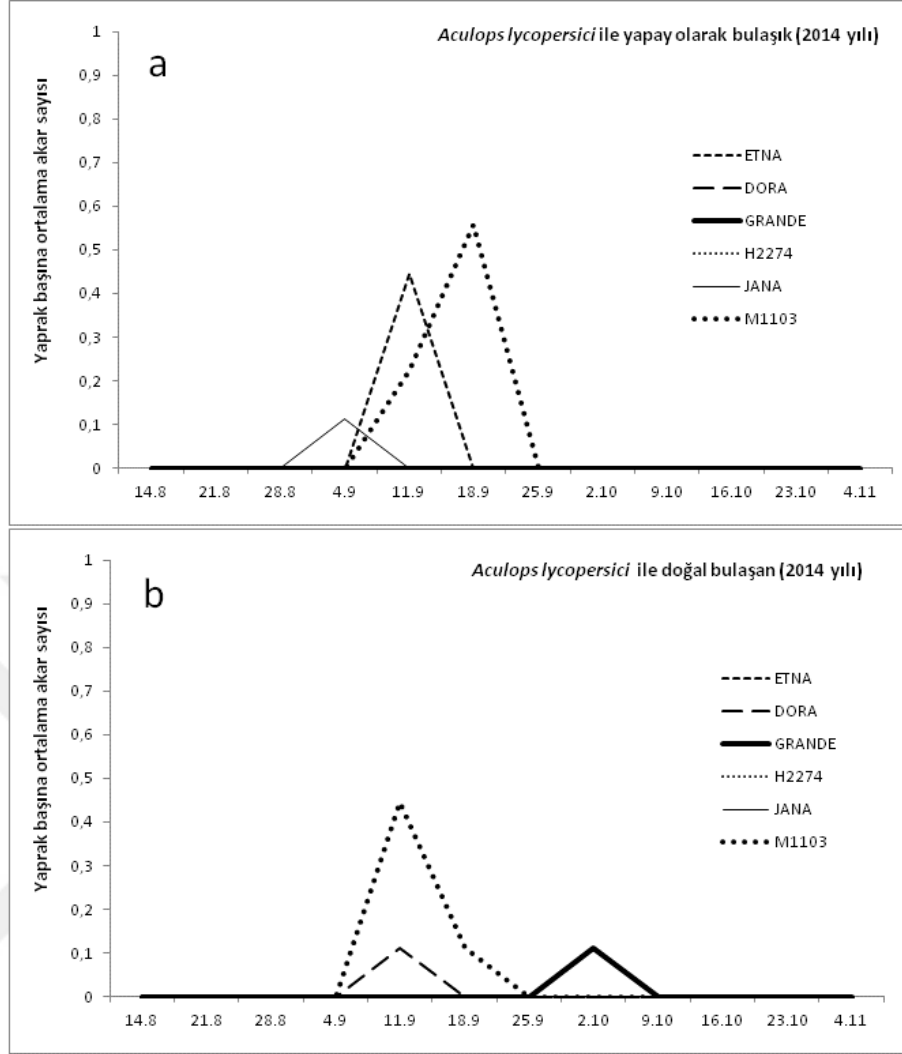 Aculops lycopersici ile yapay olarak bulaşık (2014 yılı)
a
Yaprak başına ortalama akar sayısı
1
0,9
0,8
0,7
0,6
0,5
0,4
0,3
0,2
0,1
0
ETNA
DORA
GRANDE
H2274
JANA
M1103
14.8 21.8 28.8 4.9 11.9 18.9 25.9 2.10 9.10 16.10 23.10 4.11
Aculops lycopersici ile doğal bulaşan (2014 yılı)
b
Yaprak başına ortalama akar sayısı
1
0,9
0,8
0,7
0,6
0,5
0,4
0,3
0,2
0,1
0
ETNA
DORA
GRANDE
H2274
JANA
M1103
14.8 21.8 28.8 4.9 11.9 18.9 25.9 2.10 9.10 16.10 23.10 4.11